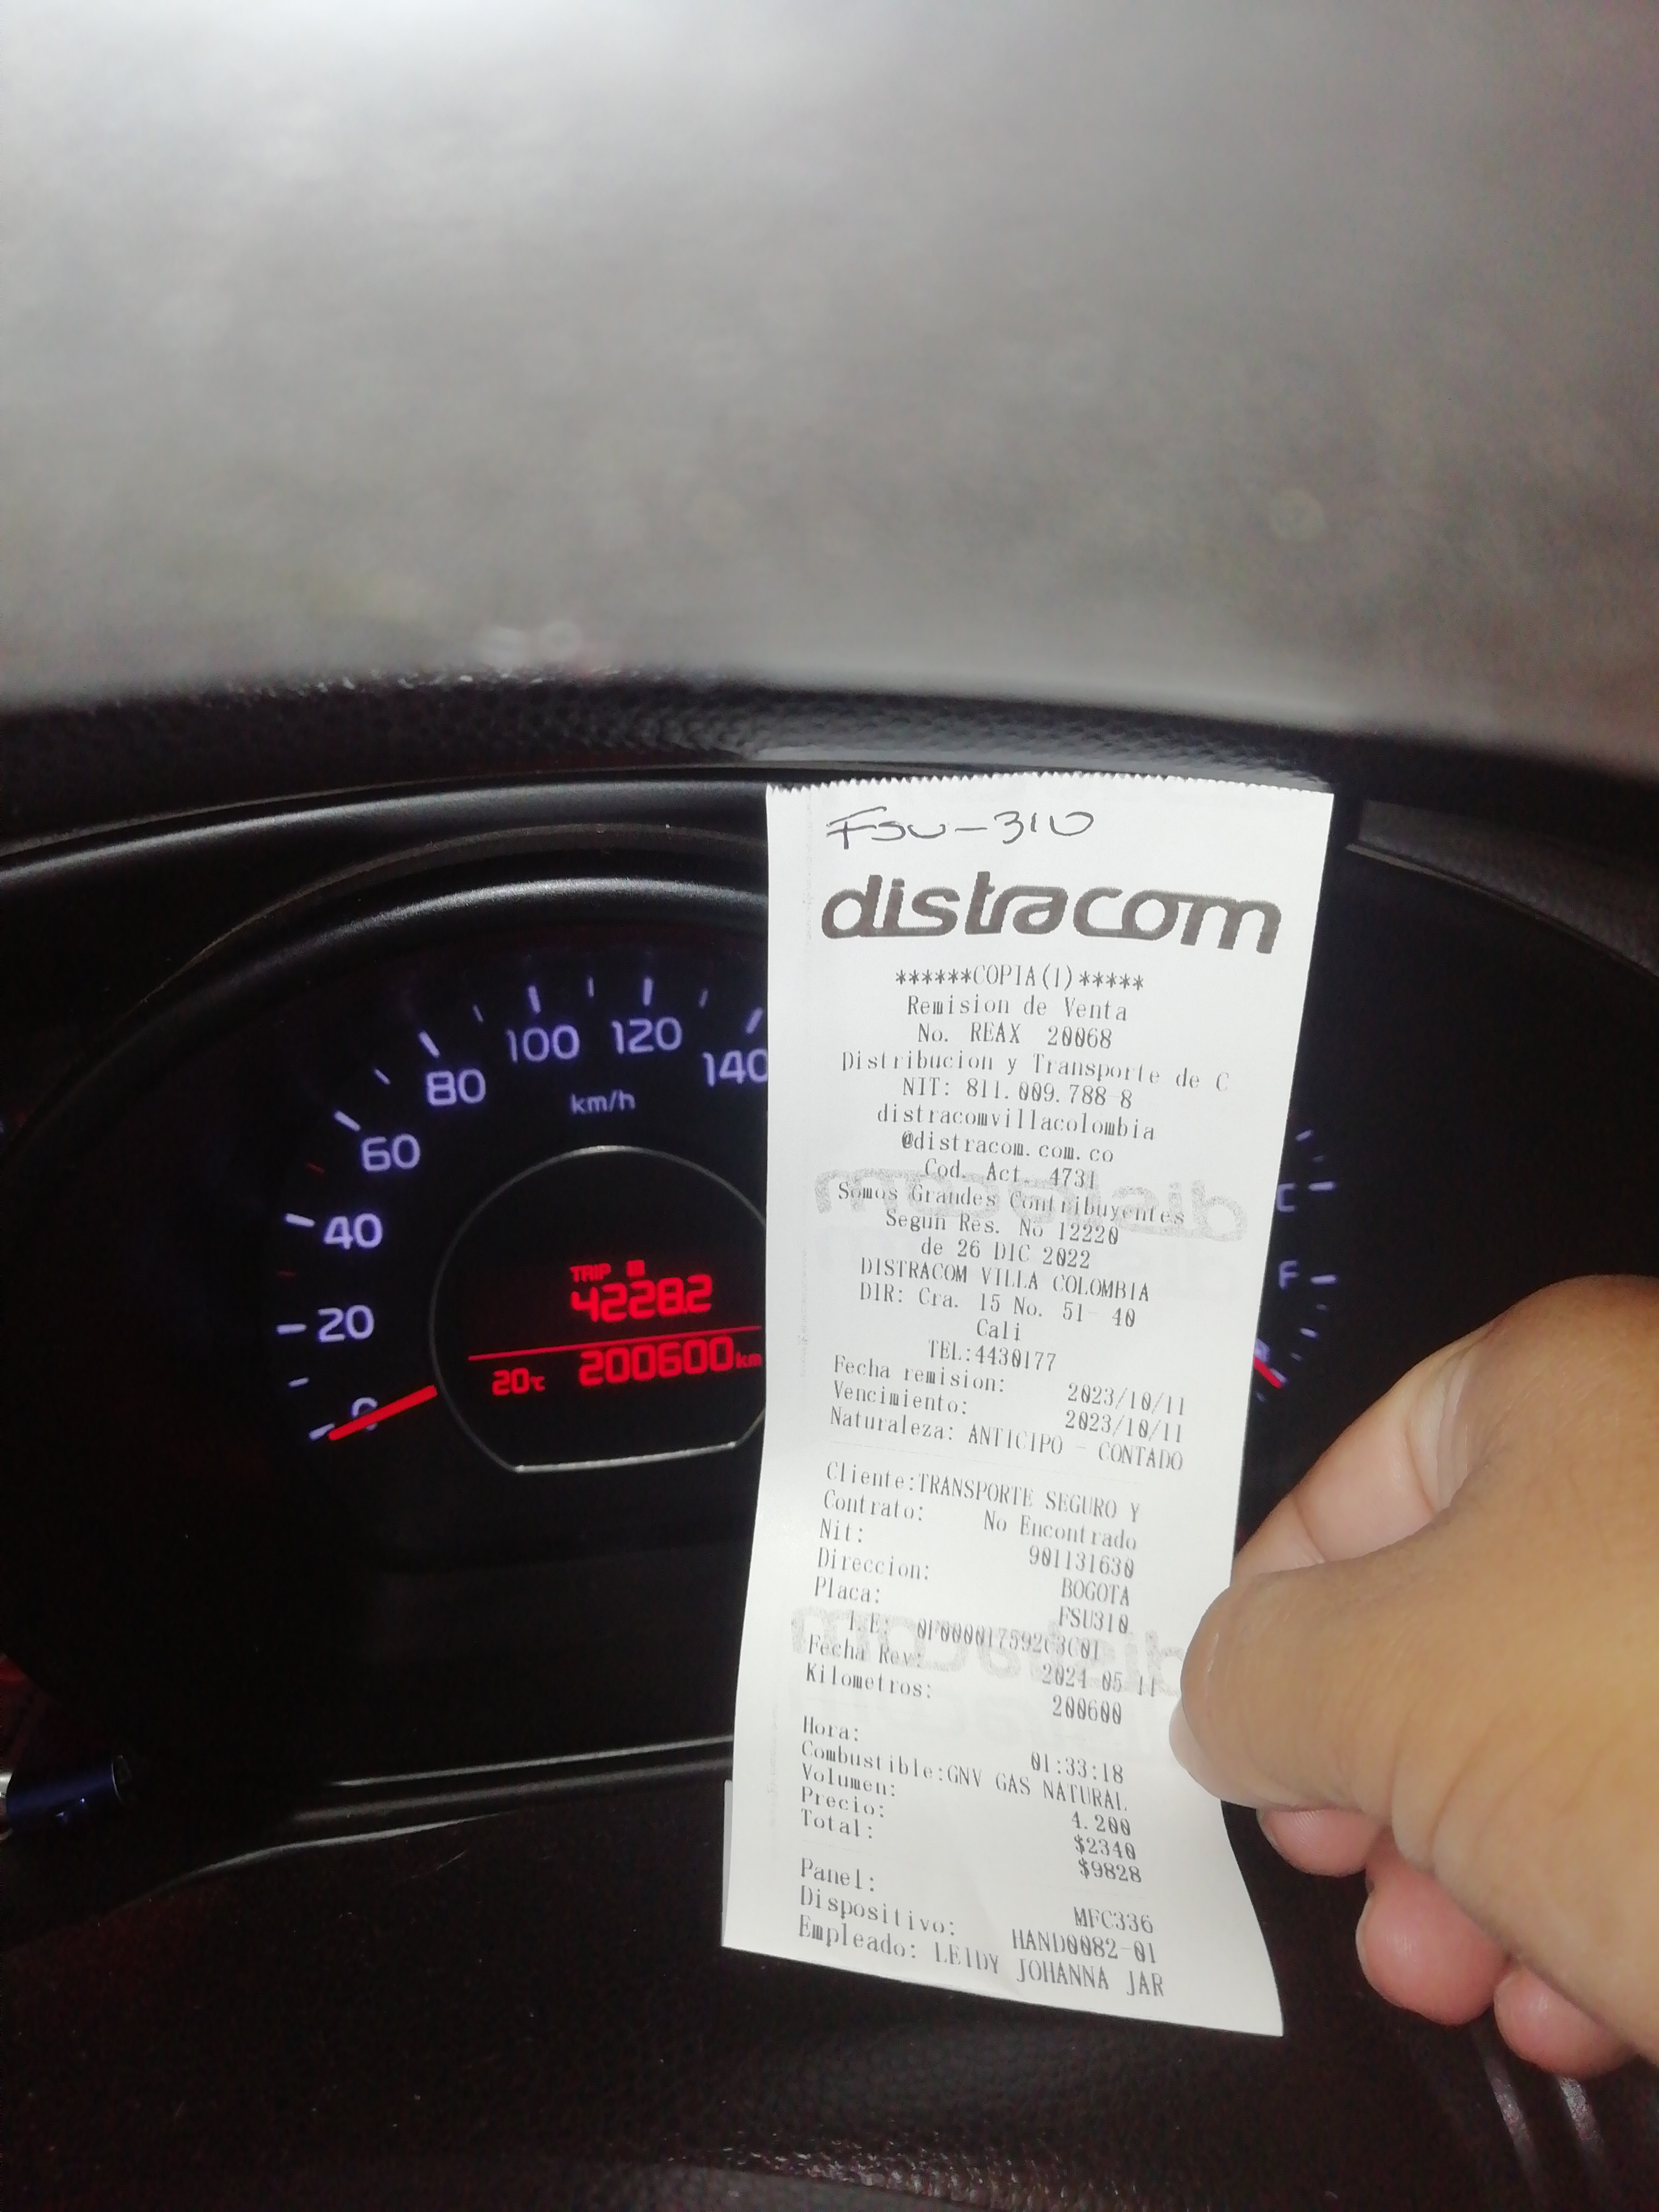 FSU-310
distracom
******COPIA(1)*****
Remision de Venta
No. REAX 20068
Distribucion y Transporte de C
NIT: 811.009.788-8
distracomvillacolombia
@distracom.com.co
Cod. Act. 4731
Somos Grandes Contribuyentes
Segun Res. No 12220
de 26 DIC 2022
DISTRACOM VILLA COLOMBIA
DIR: Cra. 15 No. 51- 40
Cali
TEL:4430177
Fecha remision: 2023/10/11
Vencimiento: 2023/10/11
Naturaleza: ANTICIPO - CONTADO
Cliente:TRANSPORTE SEGURO Y
Contrato: No Encontrado
Nit: 901131630
Direccion: BOGOTA
Placa: FSU310
I.E: 0F0000017592C3C01
Fecha Rev: 2024-05-11
Kilometros: 200600
Hora: 01:33:18
Combustible:GNV GAS NATURAL
Volumen: 4.200
Precio: $2340
Total: $9828
Panel: MFC336
Dispositivo: HAND0082-01
Empleado: LEIDY JOHANNA JAR
0
20
40
60
80
100
120
140
km/h
TRIP
4228.2
20°C 200600 km
C
F